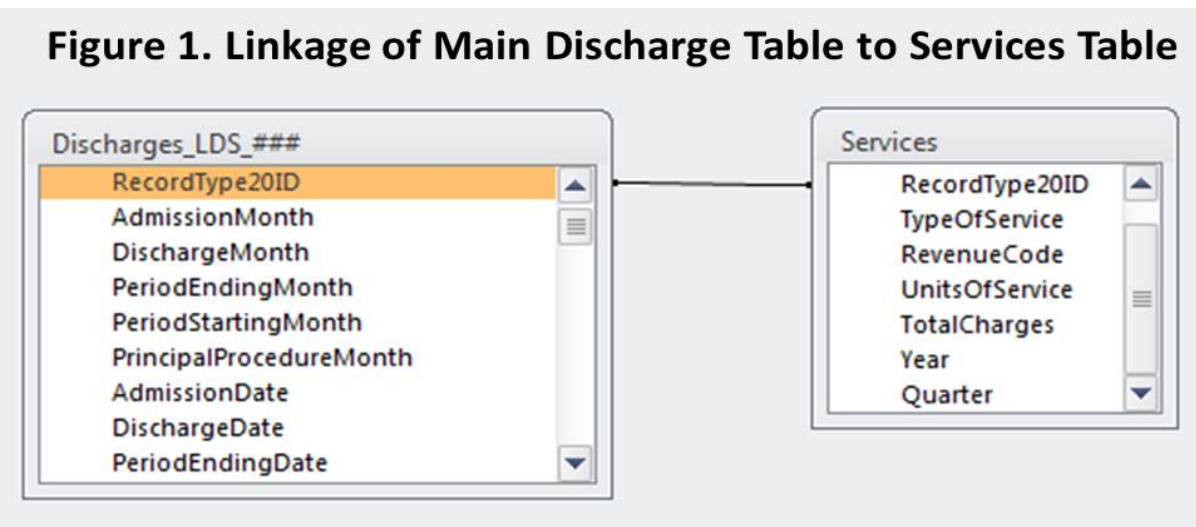 Figure 1. Linkage of Main Discharge Table to Services Table
Discharges_LDS_###
RecordType20ID
AdmissionMonth
DischargeMonth
PeriodEndingMonth
PeriodStartingMonth
PrincipalProcedureMonth
AdmissionDate
DischargeDate
PeriodEndingDate
Services
RecordType20ID
TypeOfService
RevenueCode
UnitsOfService
TotalCharges
Year
Quarter